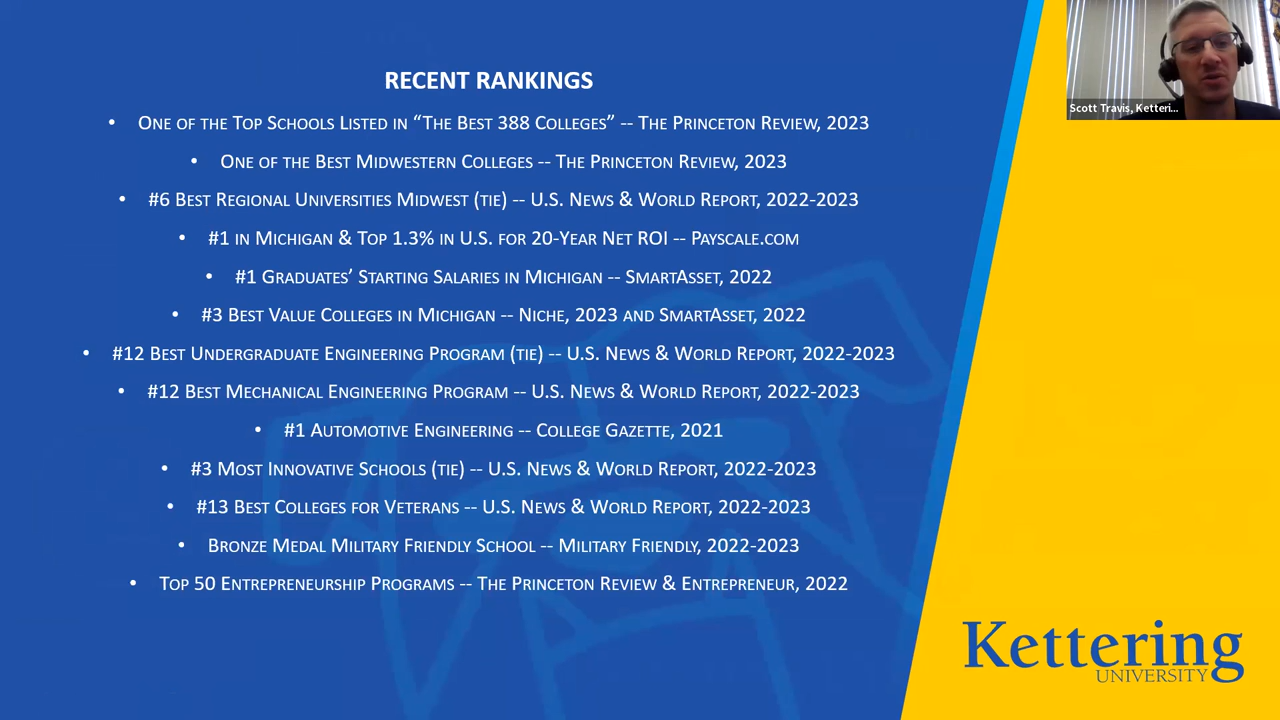 RECENT RANKINGS
• ONE OF THE TOP SCHOOLS LISTED IN “THE BEST 388 COLLEGES” -- THE PRINCETON REVIEW, 2023
• ONE OF THE BEST MIDWESTERN COLLEGES -- THE PRINCETON REVIEW, 2023
• #6 BEST REGIONAL UNIVERSITIES MIDWEST (TIE) -- U.S. NEWS & WORLD REPORT, 2022-2023
• #1 IN MICHIGAN & TOP 1.3% IN U.S. FOR 20-YEAR NET ROI -- PAYSCALE.COM
• #1 GRADUATES’ STARTING SALARIES IN MICHIGAN -- SMARTASSET, 2022
• #3 BEST VALUE COLLEGES IN MICHIGAN -- NICHE, 2023 AND SMARTASSET, 2022
• #12 BEST UNDERGRADUATE ENGINEERING PROGRAM (TIE) -- U.S. NEWS & WORLD REPORT, 2022-2023
• #12 BEST MECHANICAL ENGINEERING PROGRAM -- U.S. NEWS & WORLD REPORT, 2022-2023
• #1 AUTOMOTIVE ENGINEERING -- COLLEGE GAZETTE, 2021
• #3 MOST INNOVATIVE SCHOOLS (TIE) -- U.S. NEWS & WORLD REPORT, 2022-2023
• #13 BEST COLLEGES FOR VETERANS -- U.S. NEWS & WORLD REPORT, 2022-2023
• BRONZE MEDAL MILITARY FRIENDLY SCHOOL -- MILITARY FRIENDLY, 2022-2023
• TOP 50 ENTREPRENEURSHIP PROGRAMS -- THE PRINCETON REVIEW & ENTREPRENEUR, 2022
Scott Travis, Ketteri...
Kettering
UNIVERSITY